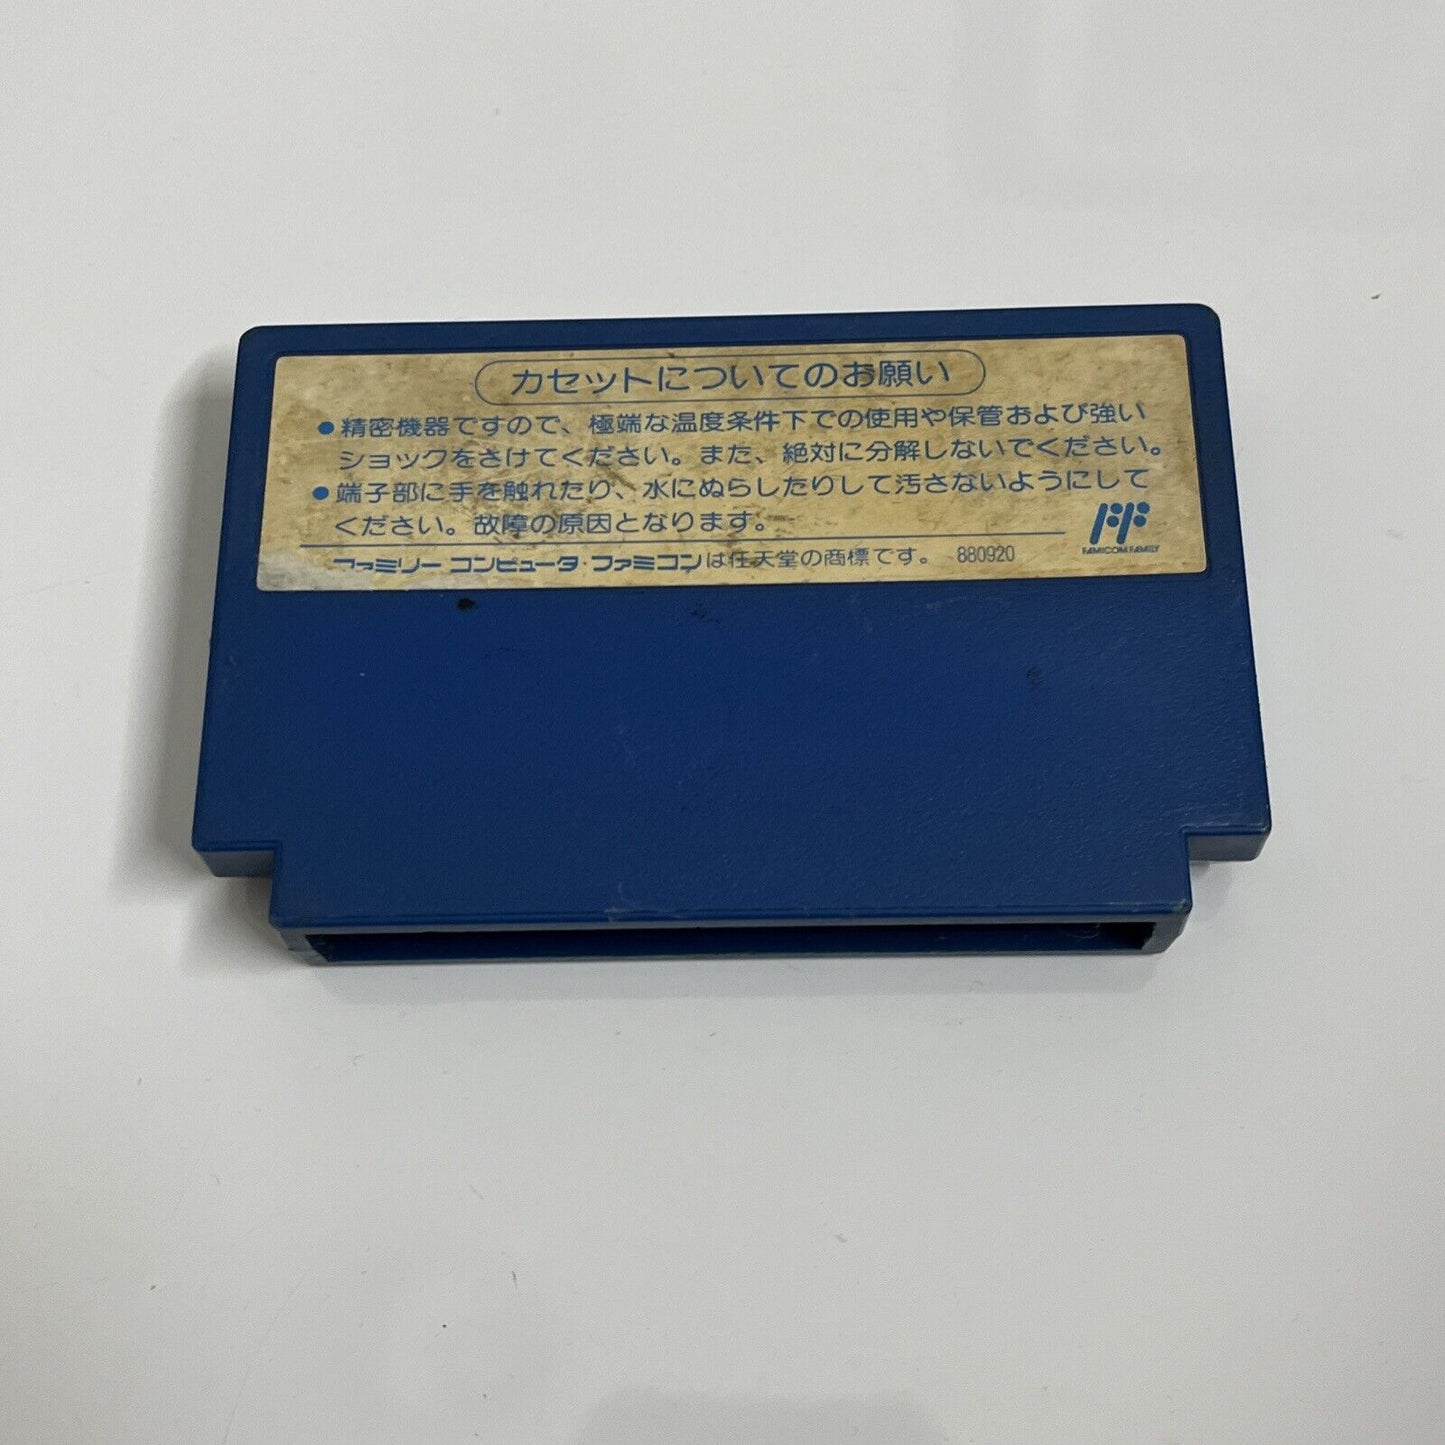 カセットについてのお願い
●精密機器ですので、極端な温度条件下での使用や保管および強い
ショックをさけてください。また、絶対に分解しないでください。
●端子部に手を触れたり、水にぬらしたりして汚さないようにして
ください。故障の原因となります。
FF
FAMICOM FAMILY
ファミリー コンピュータ・ファミコンは任天堂の商標です。 880920